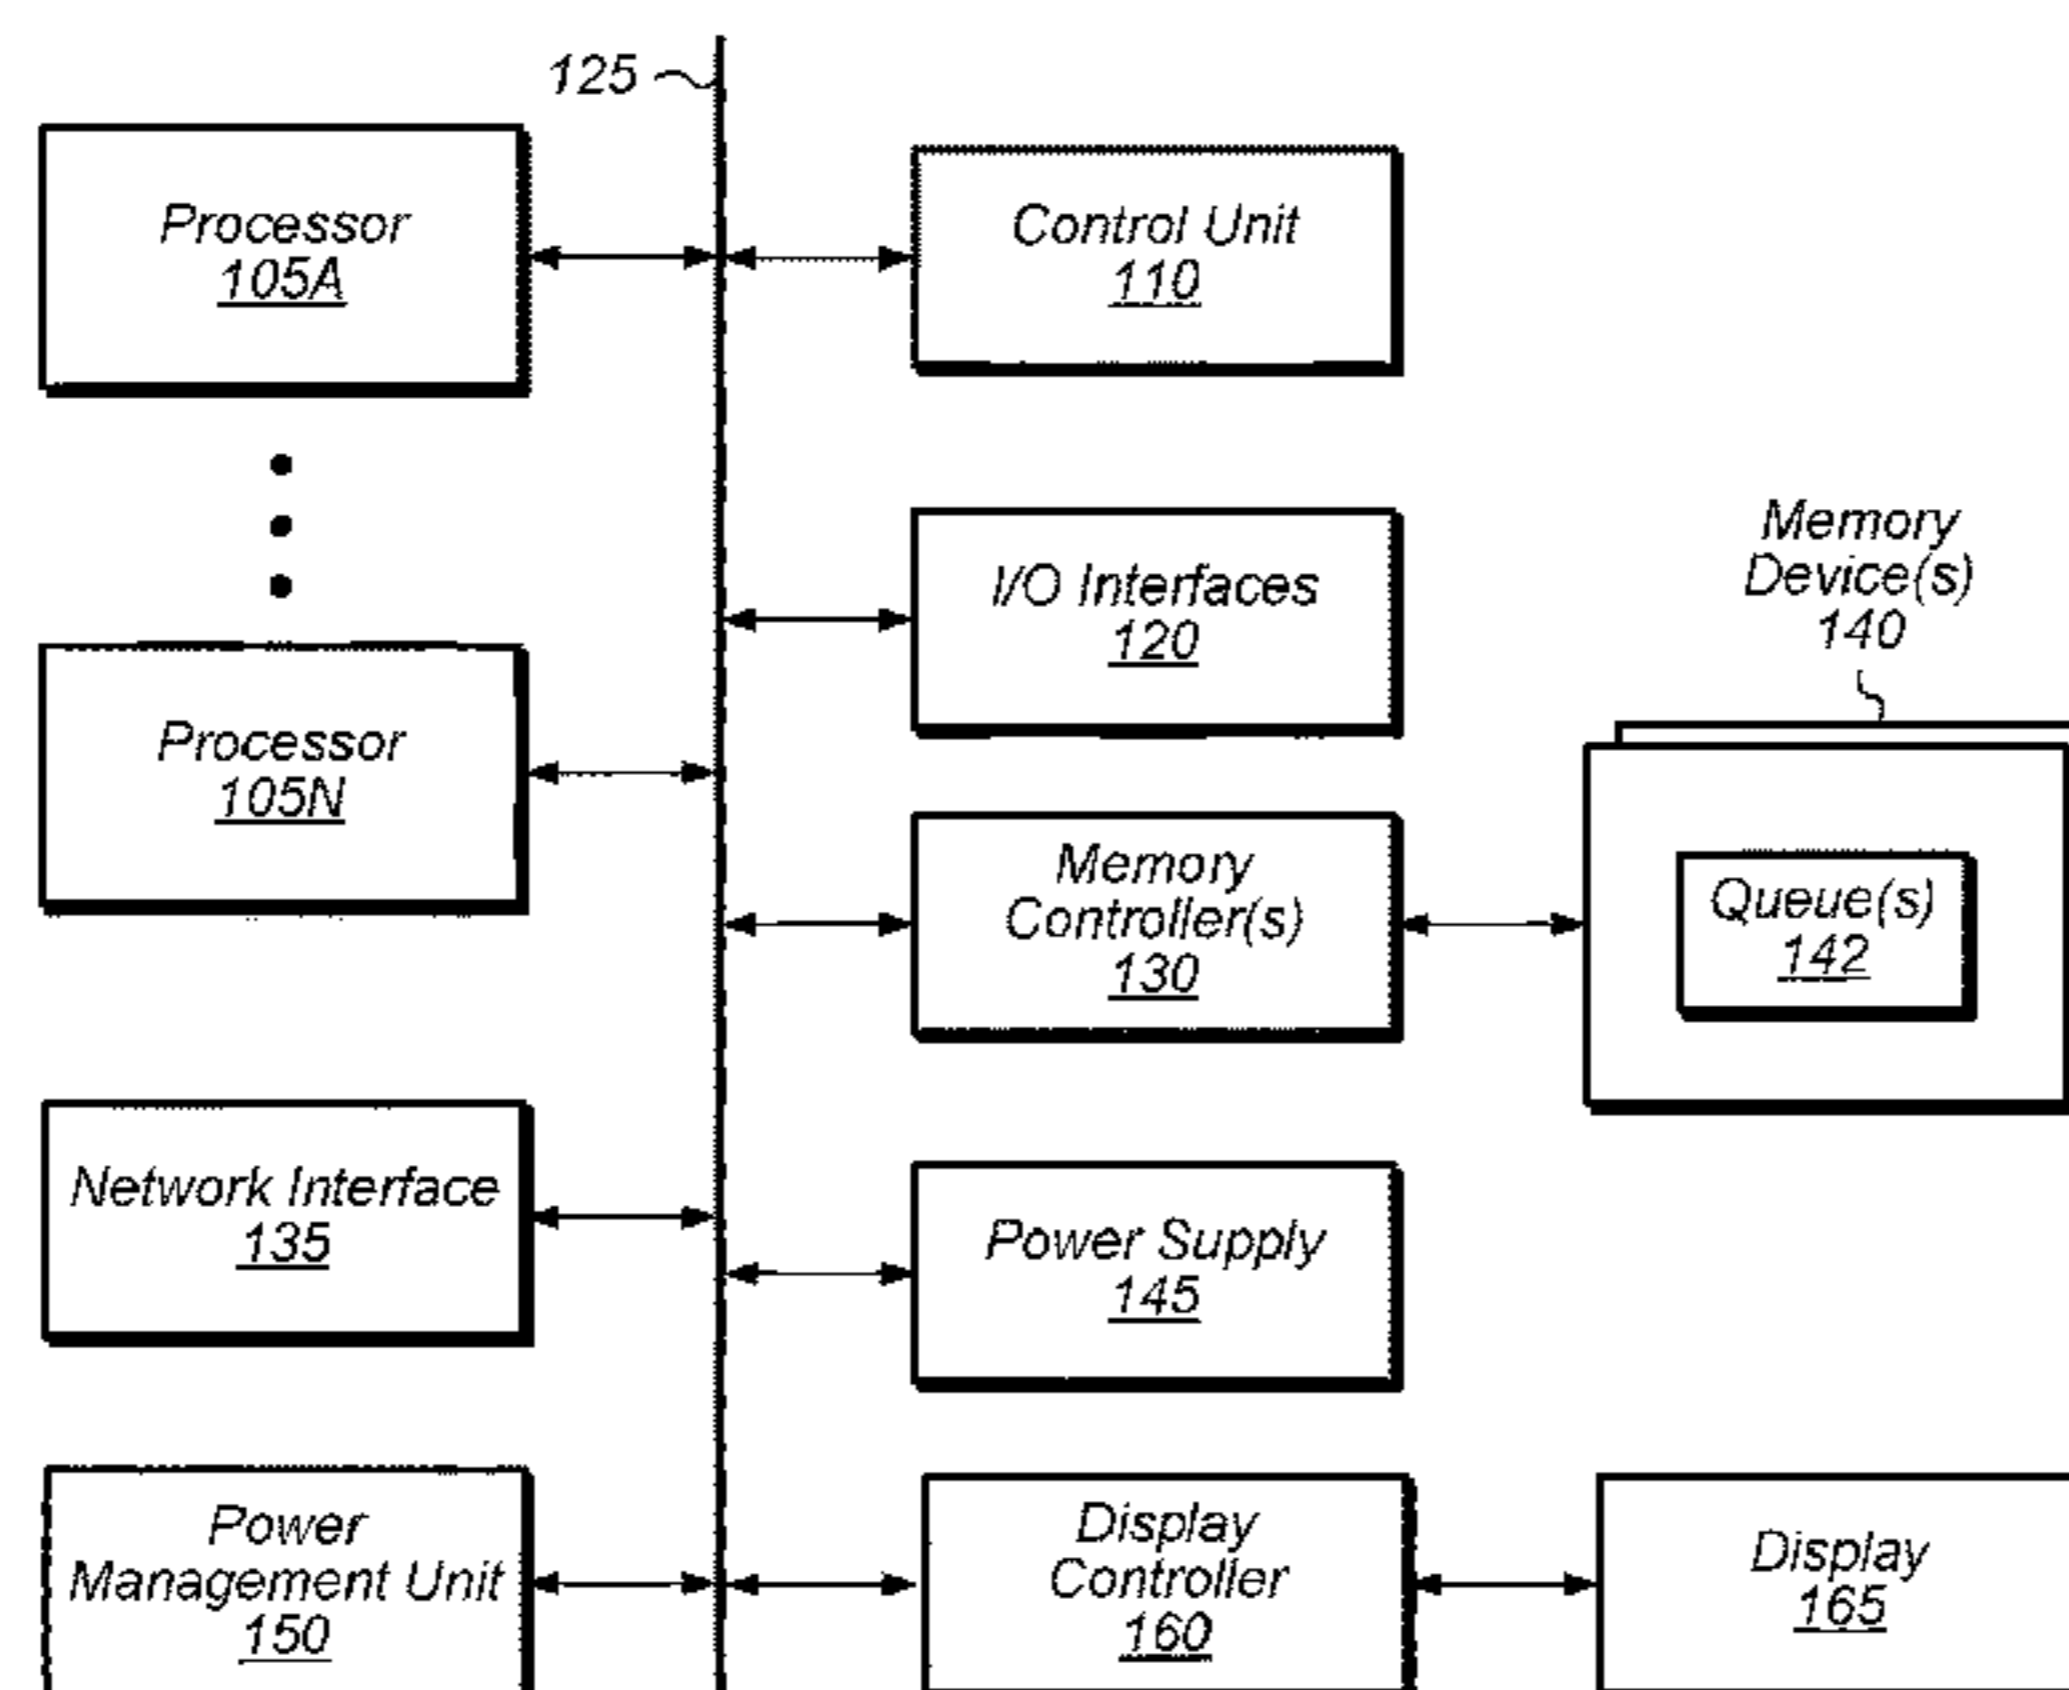 125
Processor
105A
Control Unit
110
I/O Interfaces
120
Memory
Device(s)
140
Processor
105N
Memory
Controller(s)
130
Queue(s)
142
Network Interface
135
Power Supply
145
Power
Management Unit
150
Display
Controller
160
Display
165